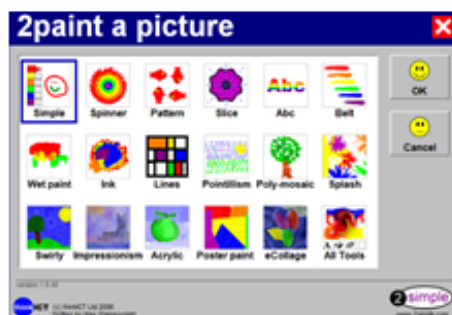 2paint a picture
Simple Spinner Pattern Slice Abc Belt
OK
Wet paint Ink Lines Pointillism Poly-mosaic Splash
Cancel
Swirly Impressionism Acrylic Poster paint eCollage All Tools
2simple